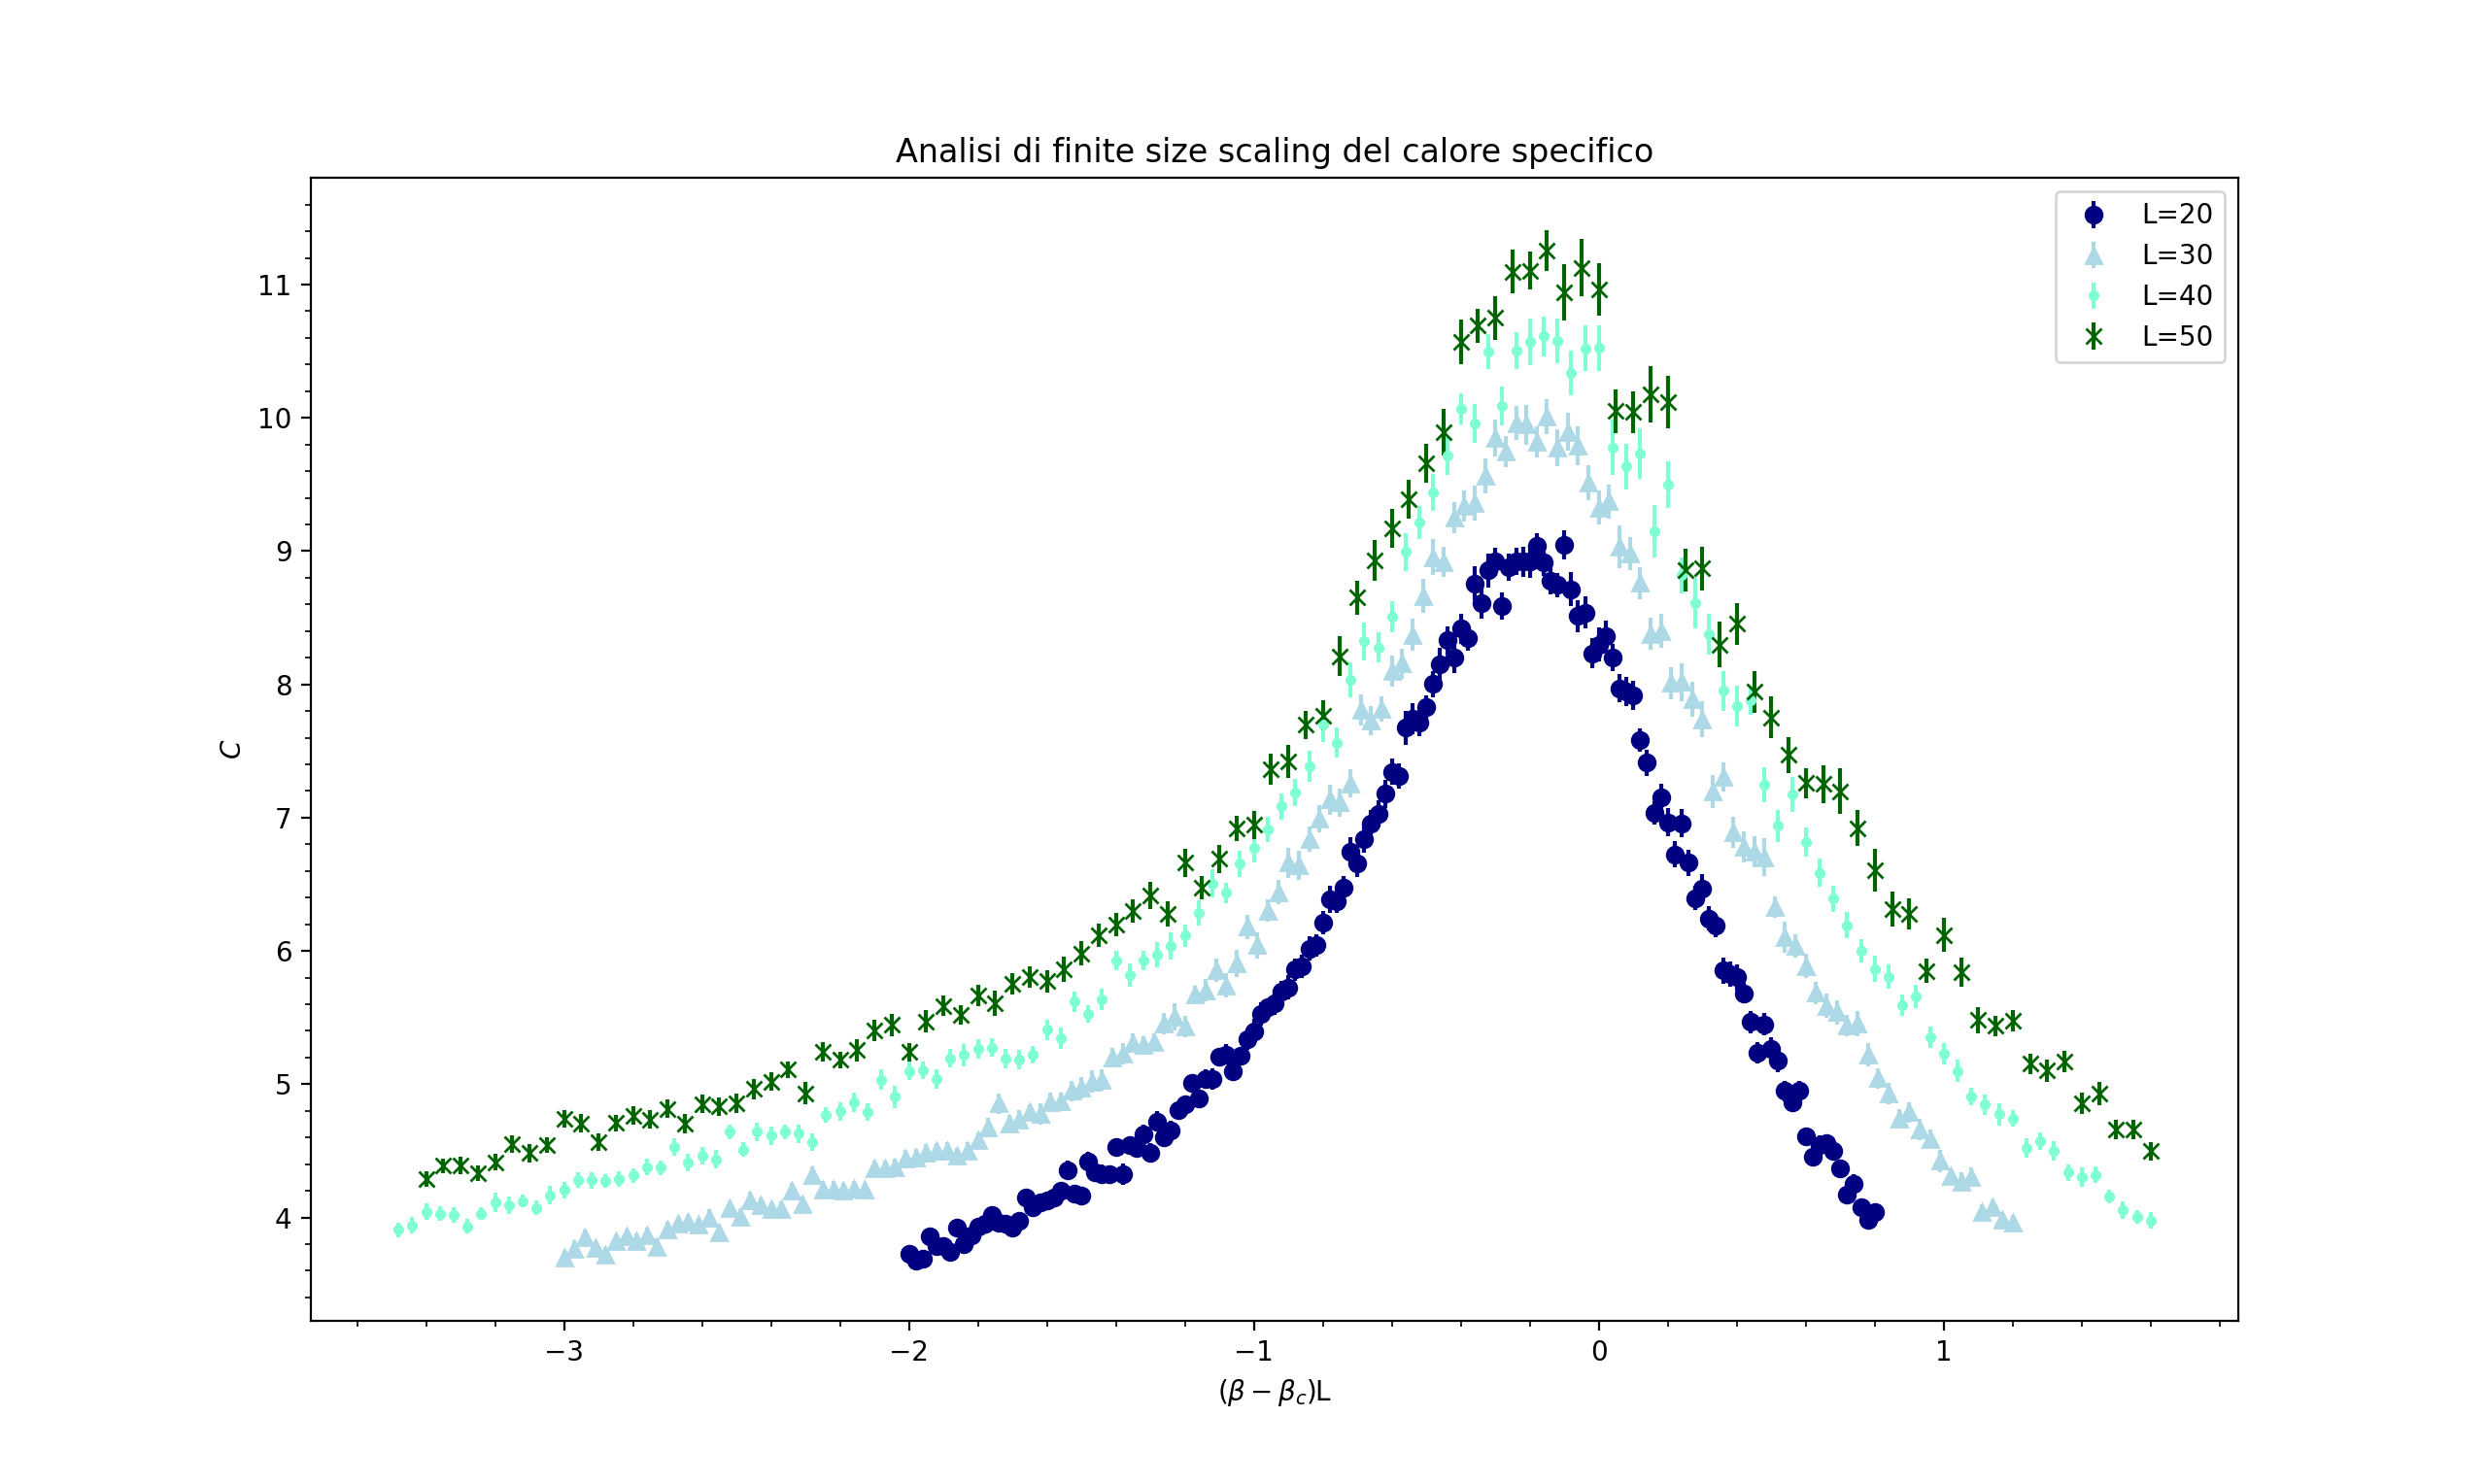 Analisi di finite size scaling del calore specifico
L=20
L=30
L=40
L=50
11
10
9
8
7
6
5
4
C
−3 −2 −1 0 1
(β − βc)L